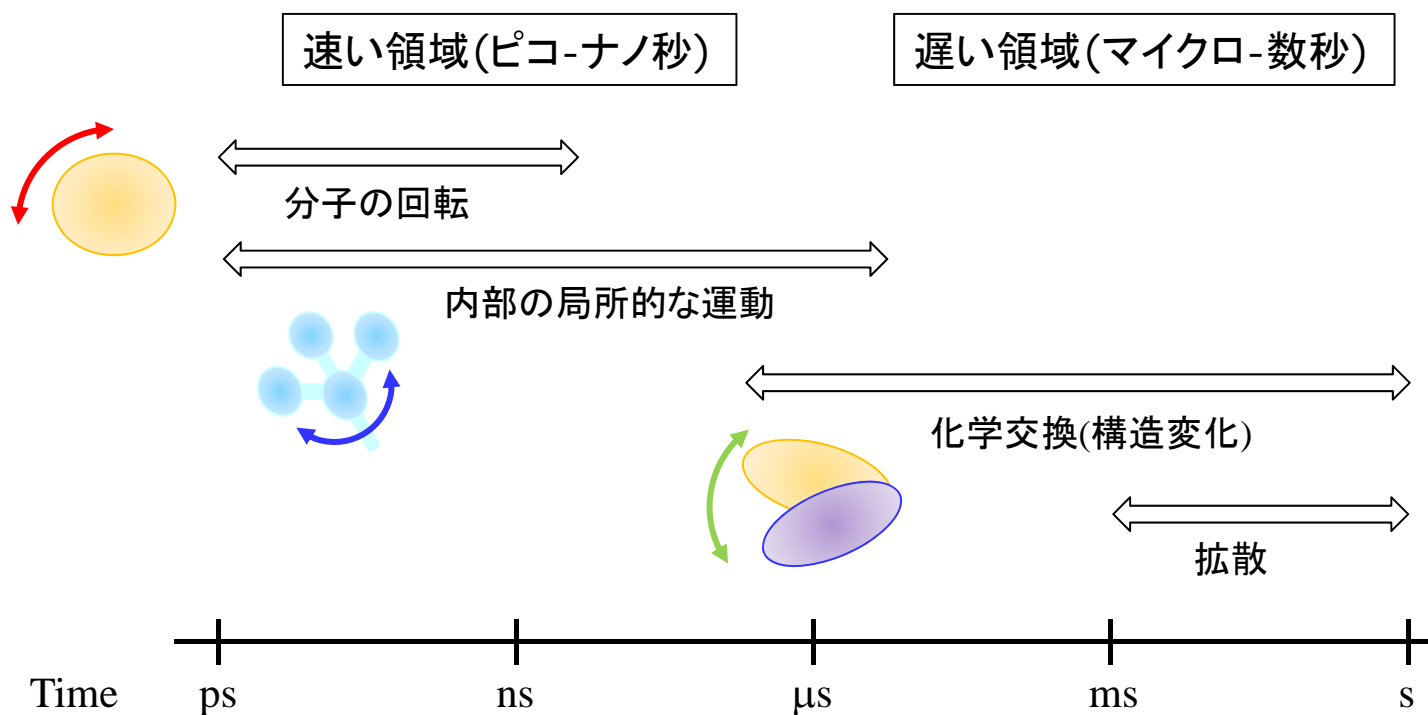 速い領域(ピコ-ナノ秒)
遅い領域(マイクロ-数秒)
分子の回転
内部の局所的な運動
化学交換(構造変化)
拡散
Time ps ns μs ms s